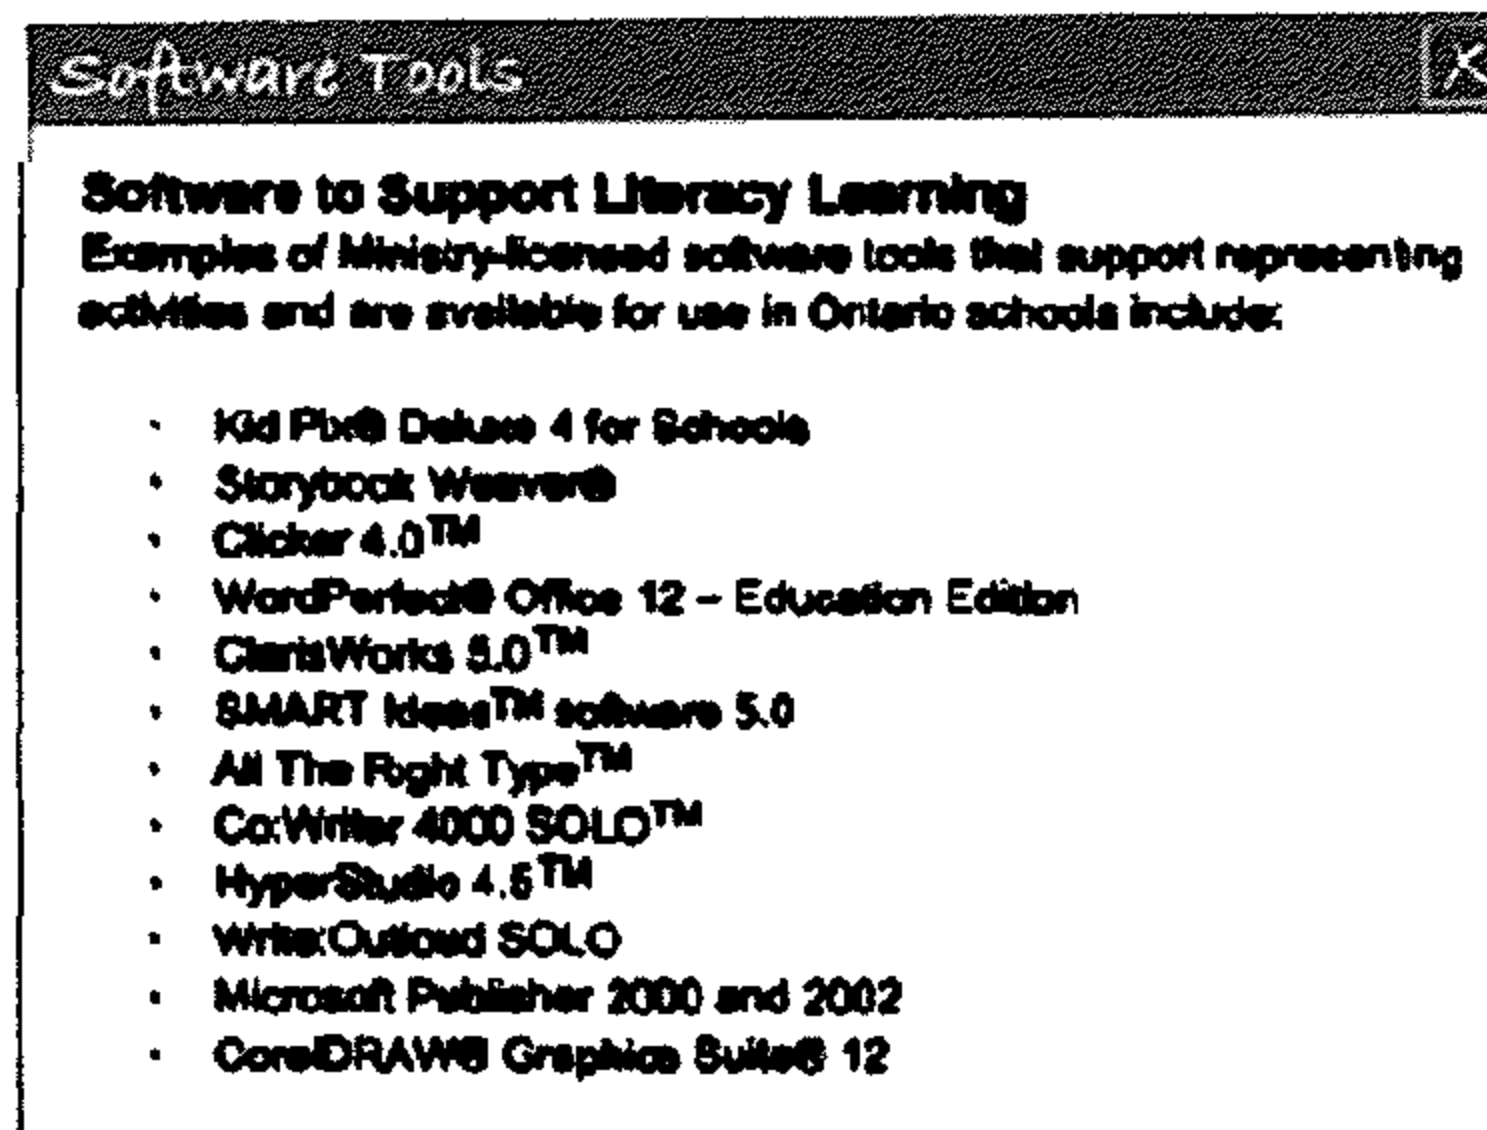 Software Tools
Software to Support Literacy Learning
Examples of Ministry-licensed software tools that support representing
activities and are available for use in Ontario schools include:
· Kid Pix® Deluxe 4 for Schools
· Storybook Weaver®
· Clicker 4.0™
· WordPerfect® Office 12 – Education Edition
· ClarisWorks 5.0™
· SMART Ideas™ software 5.0
· All The Right Type™
· Co:Writer 4000 SOLO™
· HyperStudio 4.5™
· Write:Outloud SOLO
· Microsoft Publisher 2000 and 2002
· CorelDRAW® Graphics Suite® 12